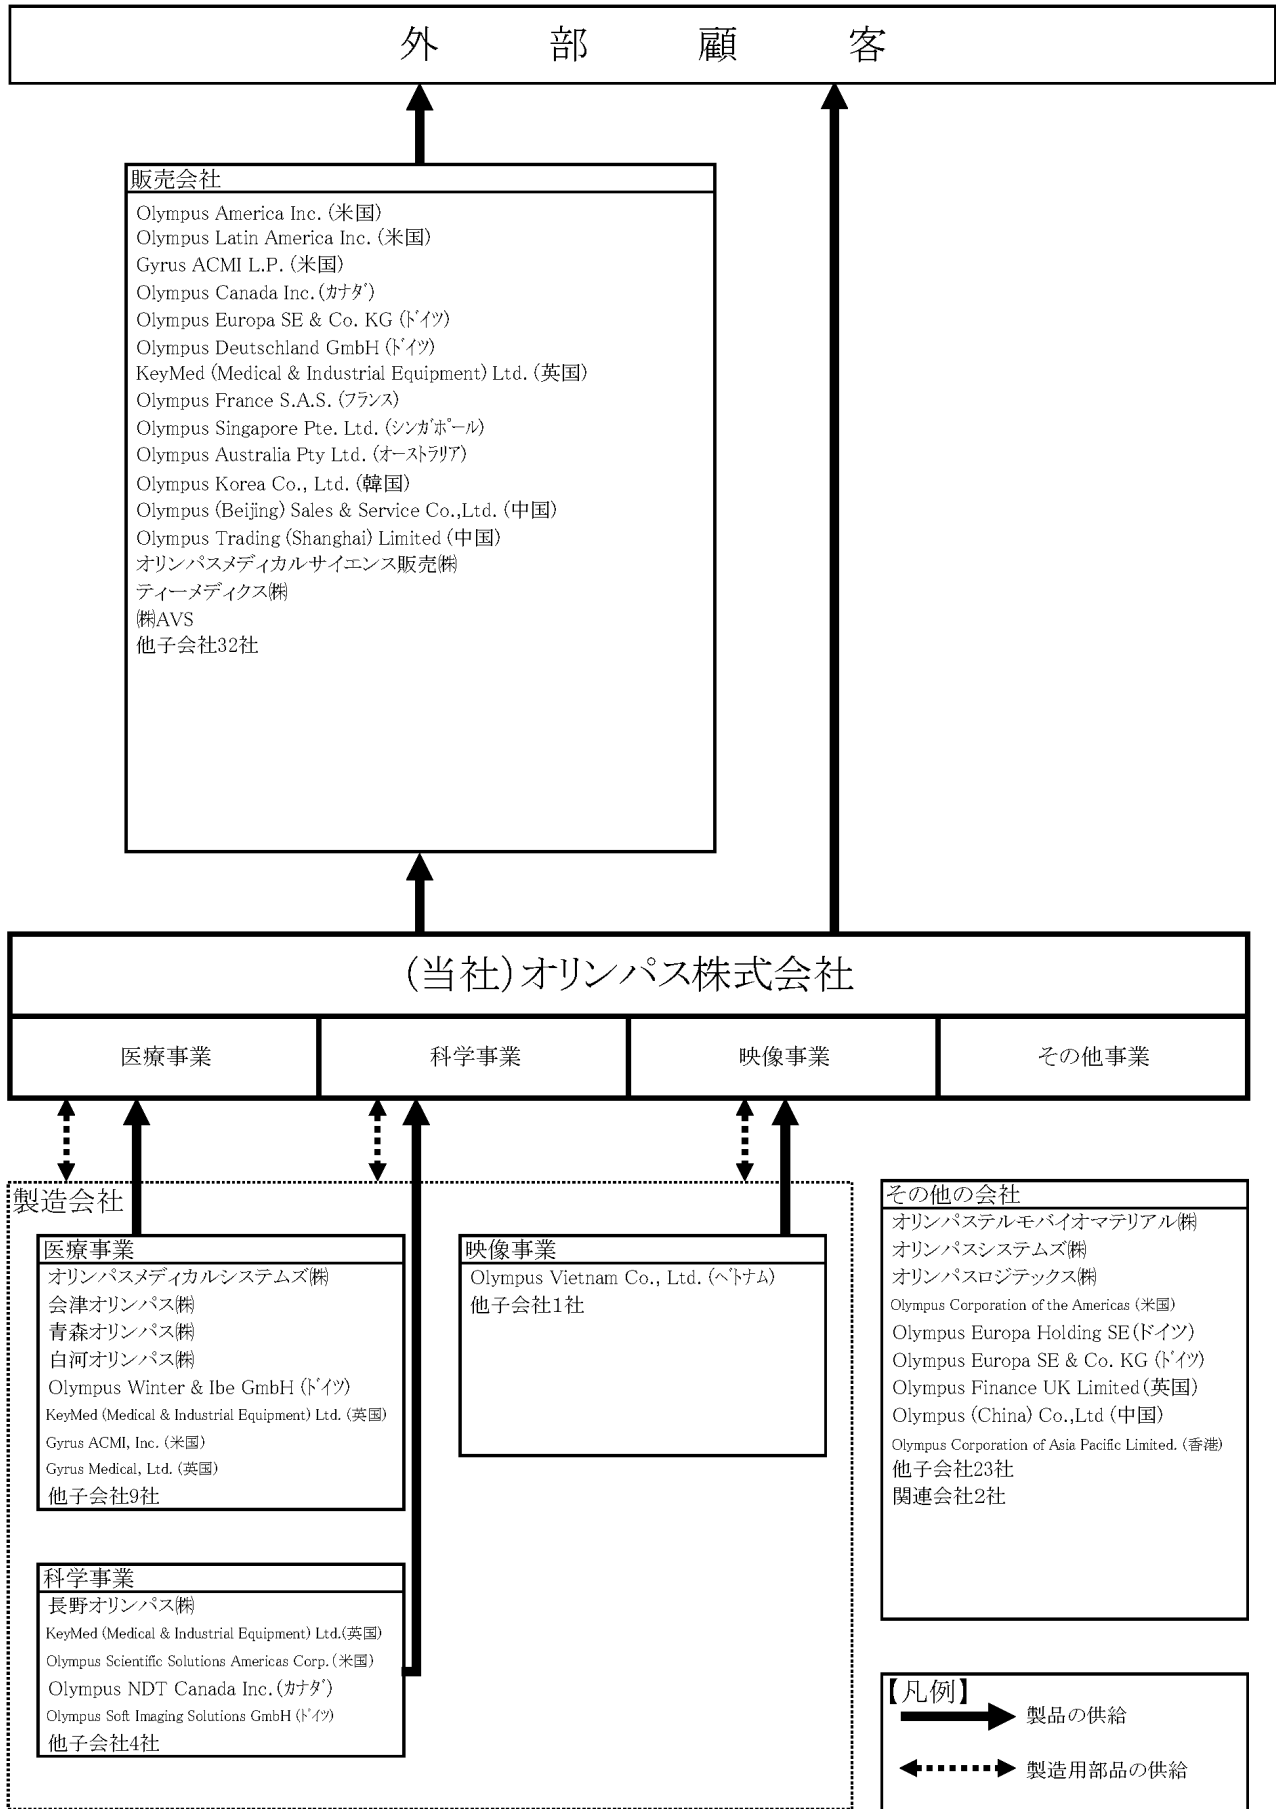 外部顧客
販売会社
Olympus America Inc. (米国)
Olympus Latin America Inc. (米国)
Gyrus ACMI L.P. (米国)
Olympus Canada Inc. (ｶﾅﾀﾞ)
Olympus Europa SE & Co. KG (ﾄﾞｲﾂ)
Olympus Deutschland GmbH (ﾄﾞｲﾂ)
KeyMed (Medical & Industrial Equipment) Ltd. (英国)
Olympus France S.A.S. (ﾌﾗﾝｽ)
Olympus Singapore Pte. Ltd. (ｼﾝｶﾞﾎﾟｰﾙ)
Olympus Australia Pty Ltd. (ｵｰｽﾄﾗﾘｱ)
Olympus Korea Co., Ltd. (韓国)
Olympus (Beijing) Sales & Service Co.,Ltd. (中国)
Olympus Trading (Shanghai) Limited (中国)
オリンパスメディカルサイエンス販売㈱
ティーメディクス㈱
㈱AVS
他子会社32社
(当社)オリンパス株式会社
医療事業
科学事業
映像事業
その他事業
製造会社
医療事業
オリンパスメディカルシステムズ㈱
会津オリンパス㈱
青森オリンパス㈱
白河オリンパス㈱
Olympus Winter & Ibe GmbH (ﾄﾞｲﾂ)
KeyMed (Medical & Industrial Equipment) Ltd. (英国)
Gyrus ACMI, Inc. (米国)
Gyrus Medical, Ltd. (英国)
他子会社9社
科学事業
長野オリンパス㈱
KeyMed (Medical & Industrial Equipment) Ltd.(英国)
Olympus Scientific Solutions Americas Corp. (米国)
Olympus NDT Canada Inc. (ｶﾅﾀﾞ)
Olympus Soft Imaging Solutions GmbH (ﾄﾞｲﾂ)
他子会社4社
映像事業
Olympus Vietnam Co., Ltd. (ﾍﾞﾄﾅﾑ)
他子会社1社
その他の会社
オリンパステルモバイオマテリアル㈱
オリンパスシステムズ㈱
オリンパスロジテックス㈱
Olympus Corporation of the Americas (米国)
Olympus Europa Holding SE(ドイツ)
Olympus Europa SE & Co. KG (ﾄﾞｲﾂ)
Olympus Finance UK Limited(英国)
Olympus (China) Co.,Ltd (中国)
Olympus Corporation of Asia Pacific Limited. (香港)
他子会社23社
関連会社2社
【凡例】
製品の供給
製造用部品の供給